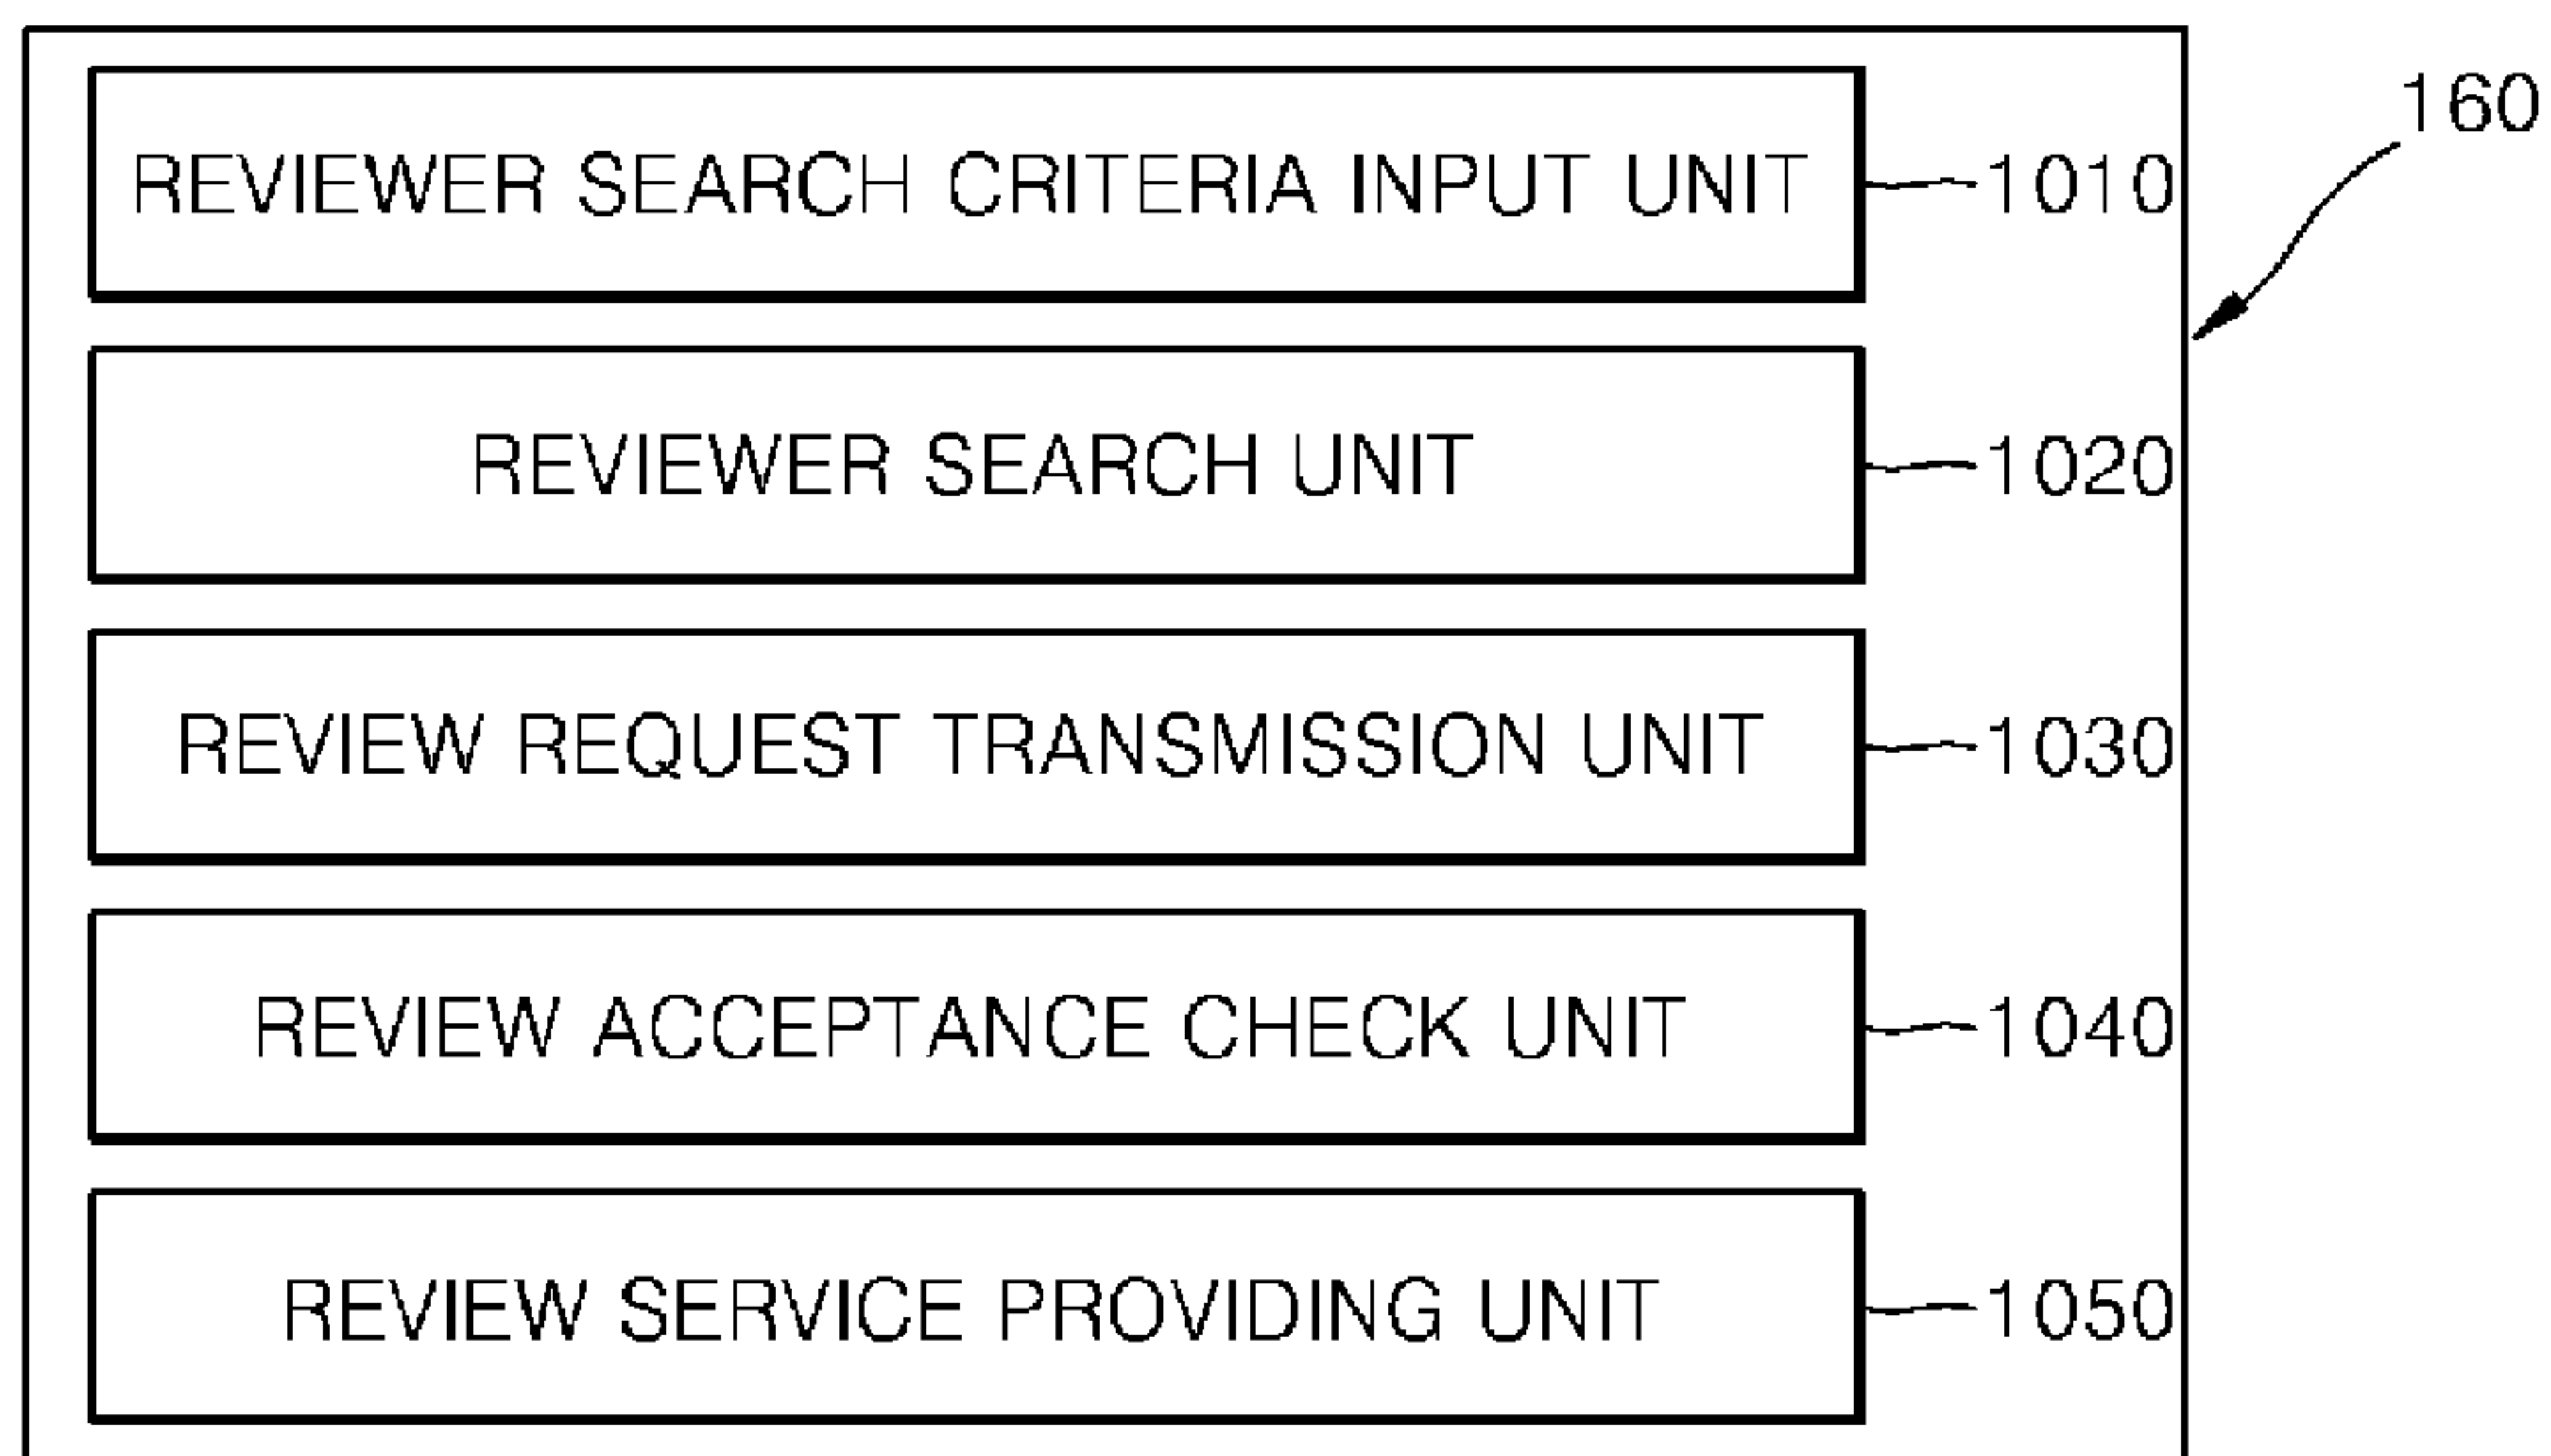 160
REVIEWER SEARCH CRITERIA INPUT UNIT 1010
REVIEWER SEARCH UNIT 1020
REVIEW REQUEST TRANSMISSION UNIT 1030
REVIEW ACCEPTANCE CHECK UNIT 1040
REVIEW SERVICE PROVIDING UNIT 1050